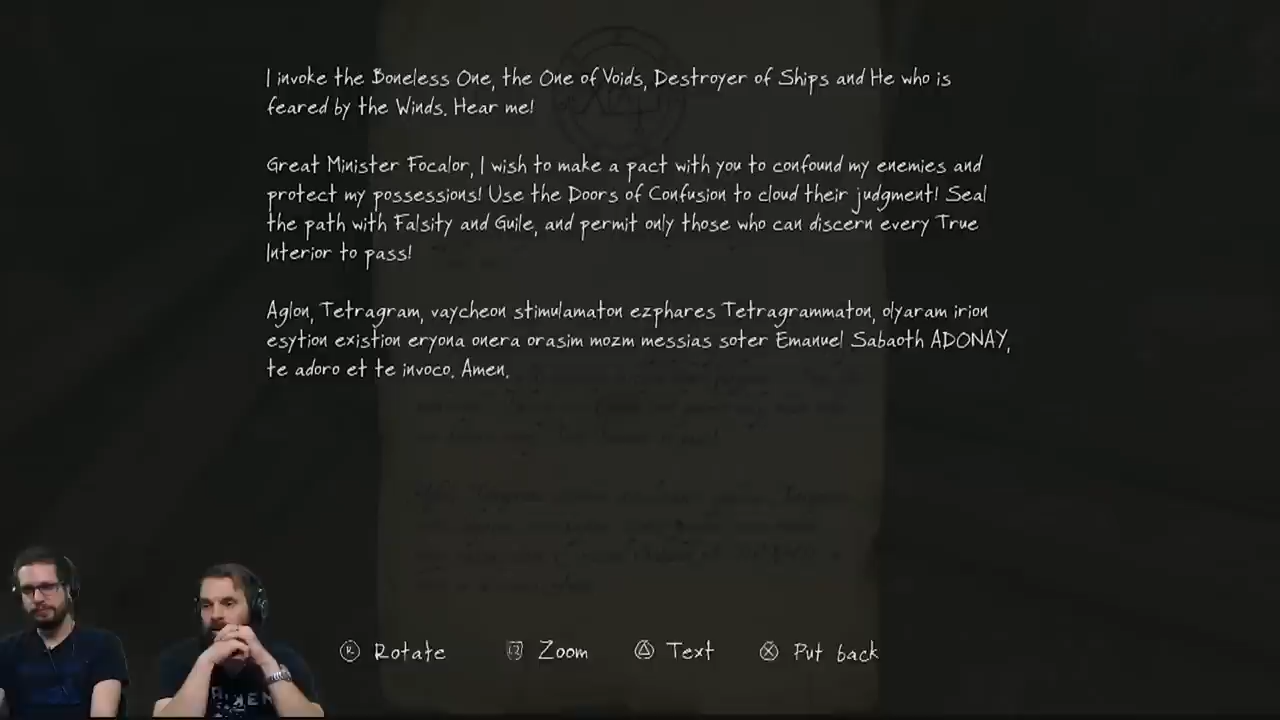 I invoke the Boneless One, the One of Voids, Destroyer of Ships and He who is
feared by the Winds. Hear me!
Great Minister Focalor, I wish to make a pact with you to confound my enemies and
protect my possessions! Use the Doors of Confusion to cloud their judgment! Seal
the path with Falsity and Guile, and permit only those who can discern every True
Interior to pass!
Aglon, Tetragram, vaycheon stimulamaton ezphares Tetragrammaton, olyaram irion
esytion existion eryona onera orasim mozm messias soter Emanuel Sabaoth ADONAY,
te adoro et te invoco. Amen.
R Rotate Zoom Text Put back